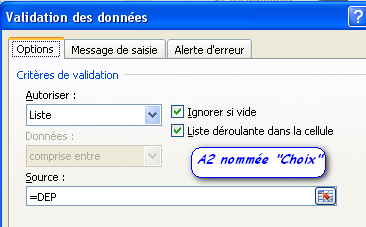 Validation des données
?
Options
Message de saisie
Alerte d'erreur
Critères de validation
Autoriser :
Liste
Ignorer si vide
Données :
Liste déroulante dans la cellule
comprise entre
A2 nommée "Choix"
Source :
=DEP